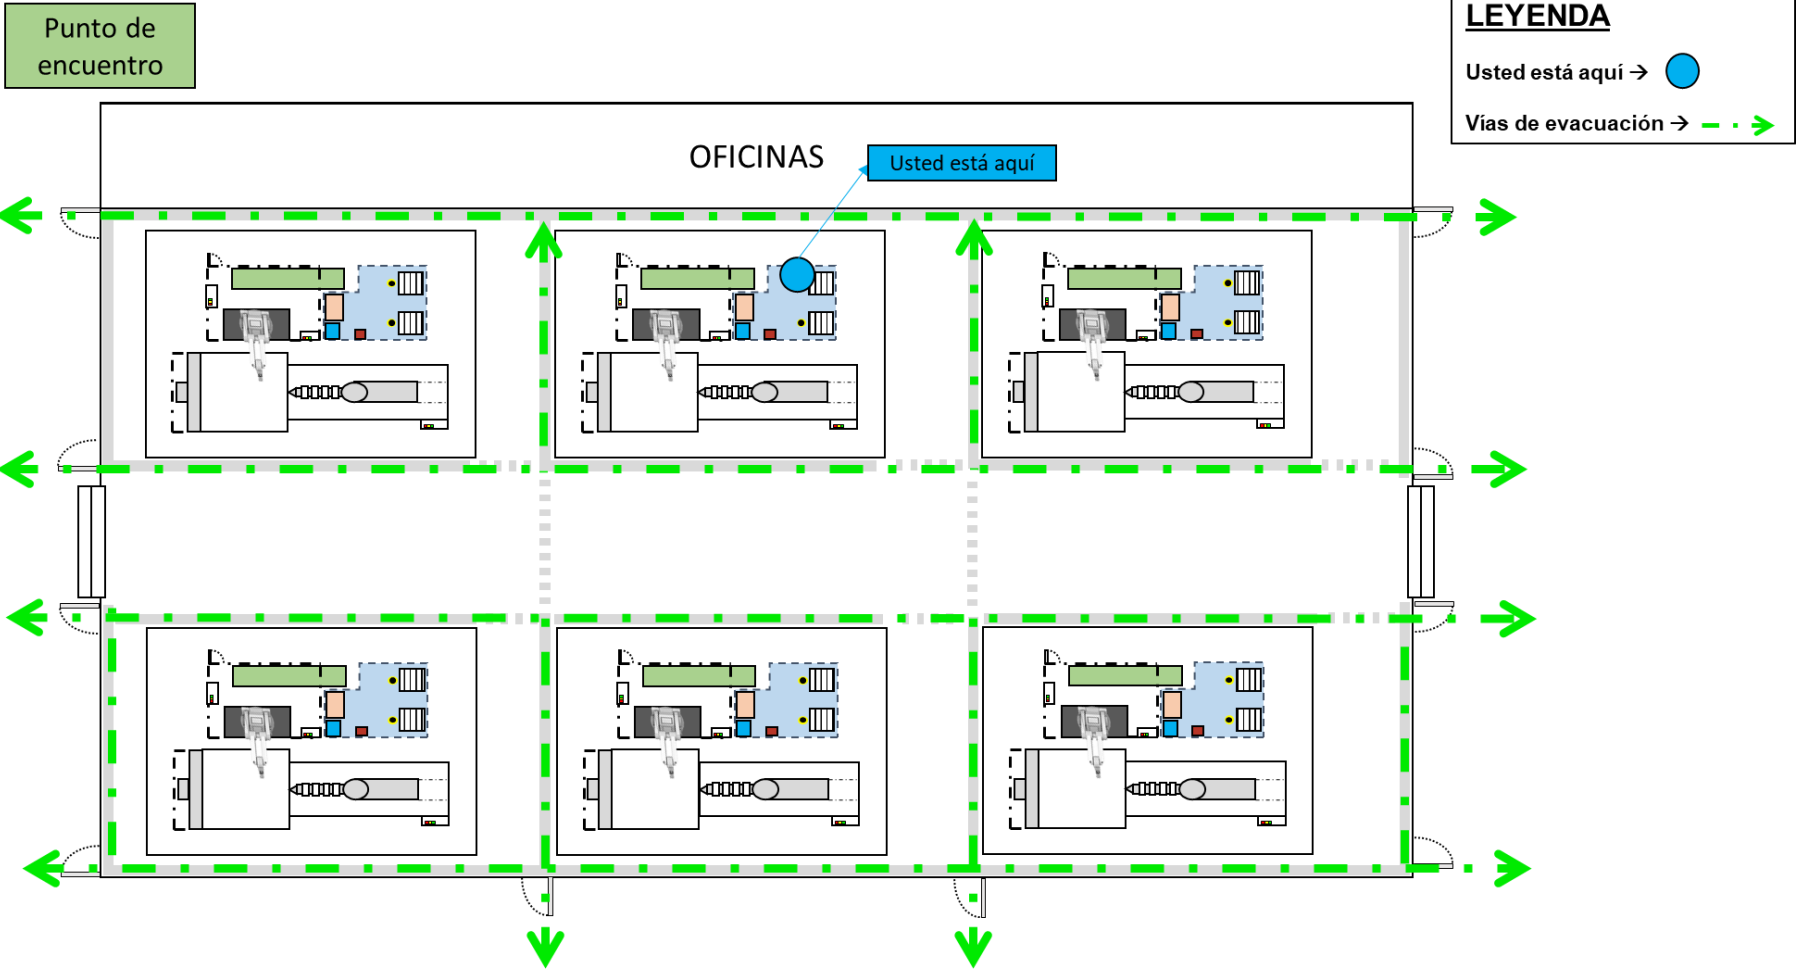 Punto de
encuentro
LEYENDA
Usted está aquí →
Vías de evacuación →
OFICINAS
Usted está aquí